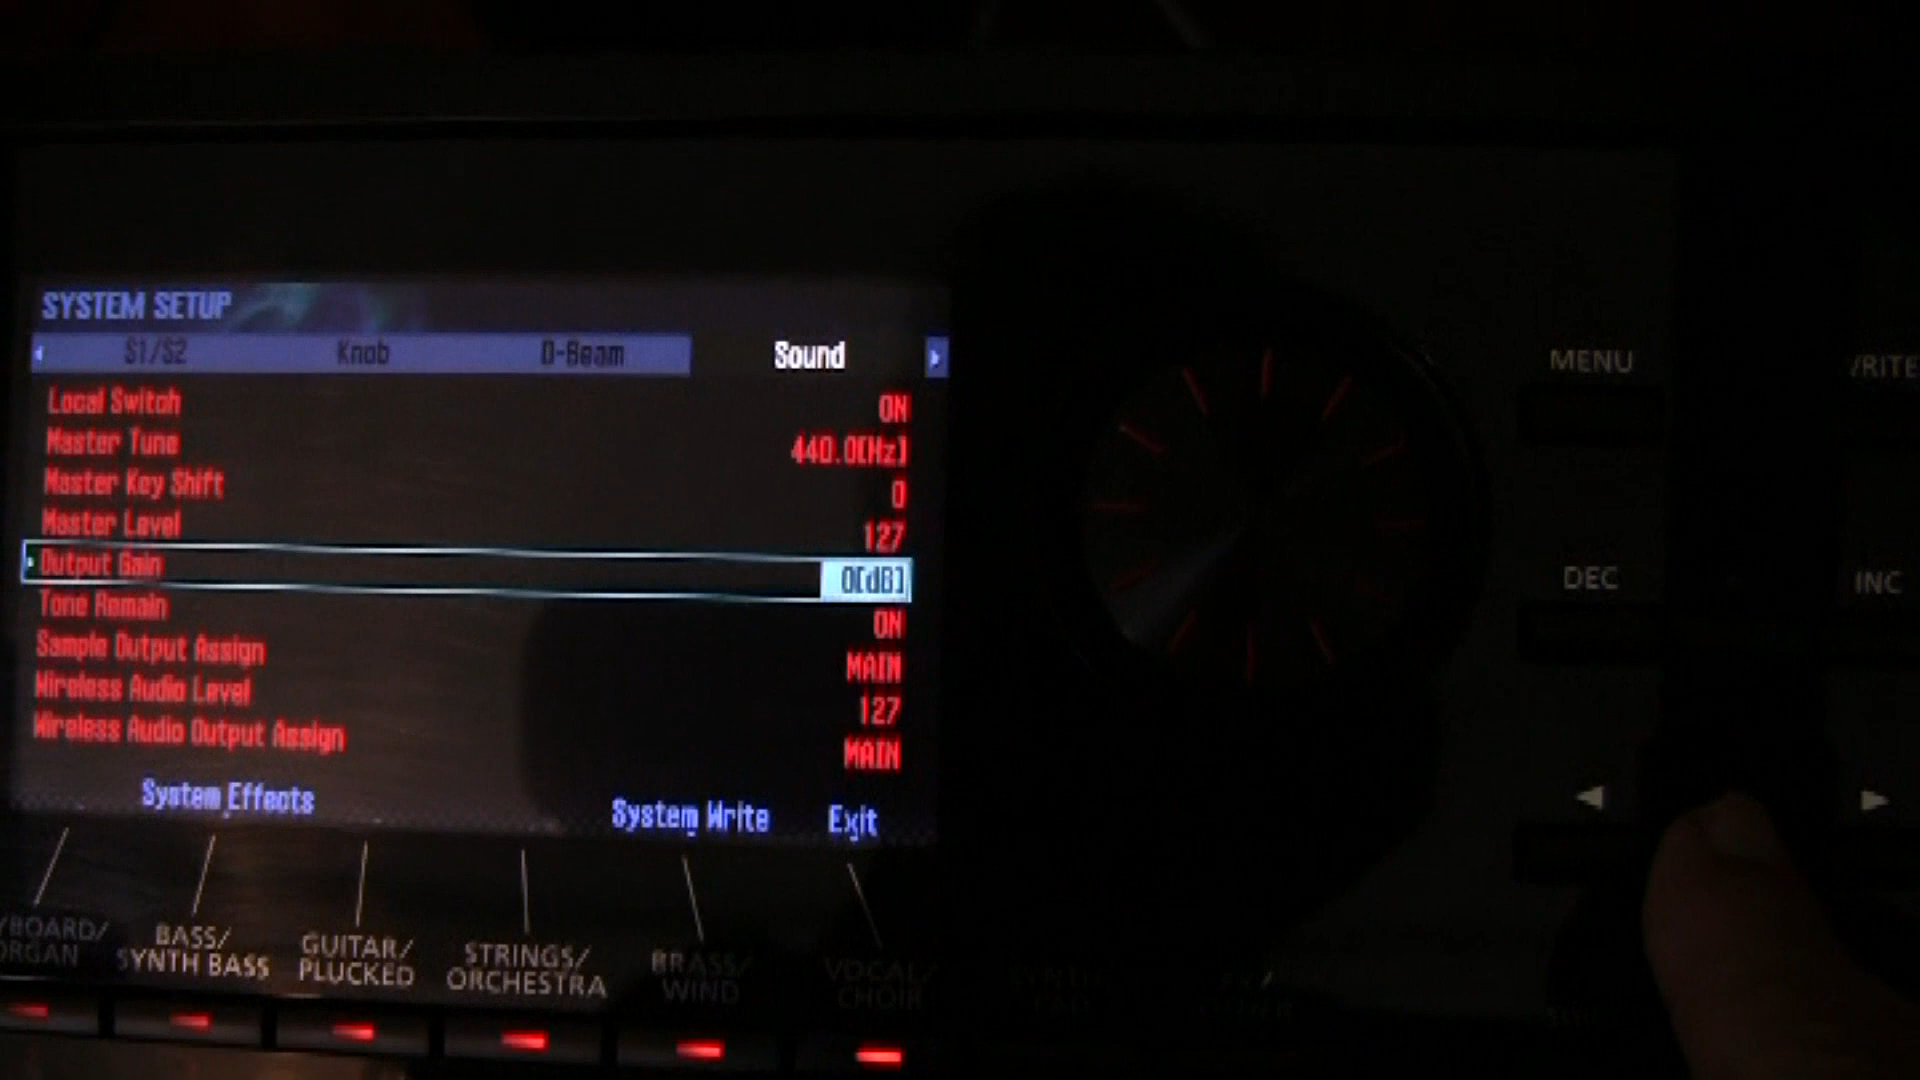 SYSTEM SETUP
S1/S2 Knob D-Beam Sound
Local Switch ON
Master Tune 440.0[Hz]
Master Key Shift 0
Master Level 127
Output Gain 0[dB]
Tone Remain ON
Sample Output Assign MAIN
Wireless Audio Level 127
Wireless Audio Output Assign MAIN
System Effects System Write Exit
BASS/
SYNTH BASS
GUITAR/
PLUCKED
STRINGS/
ORCHESTRA
BRASS/
WIND
VOCAL/
CHOIR
MENU
DEC
INC